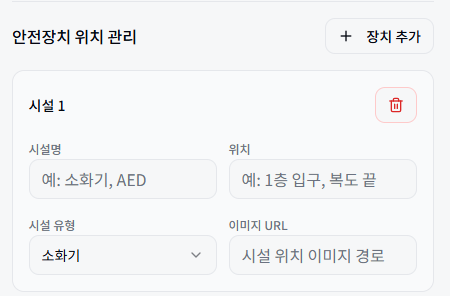 안전장치 위치 관리
+ 장치 추가
시설 1
시설명
위치
예: 소화기, AED
예: 1층 입구, 복도 끝
시설 유형
이미지 URL
소화기
시설 위치 이미지 경로